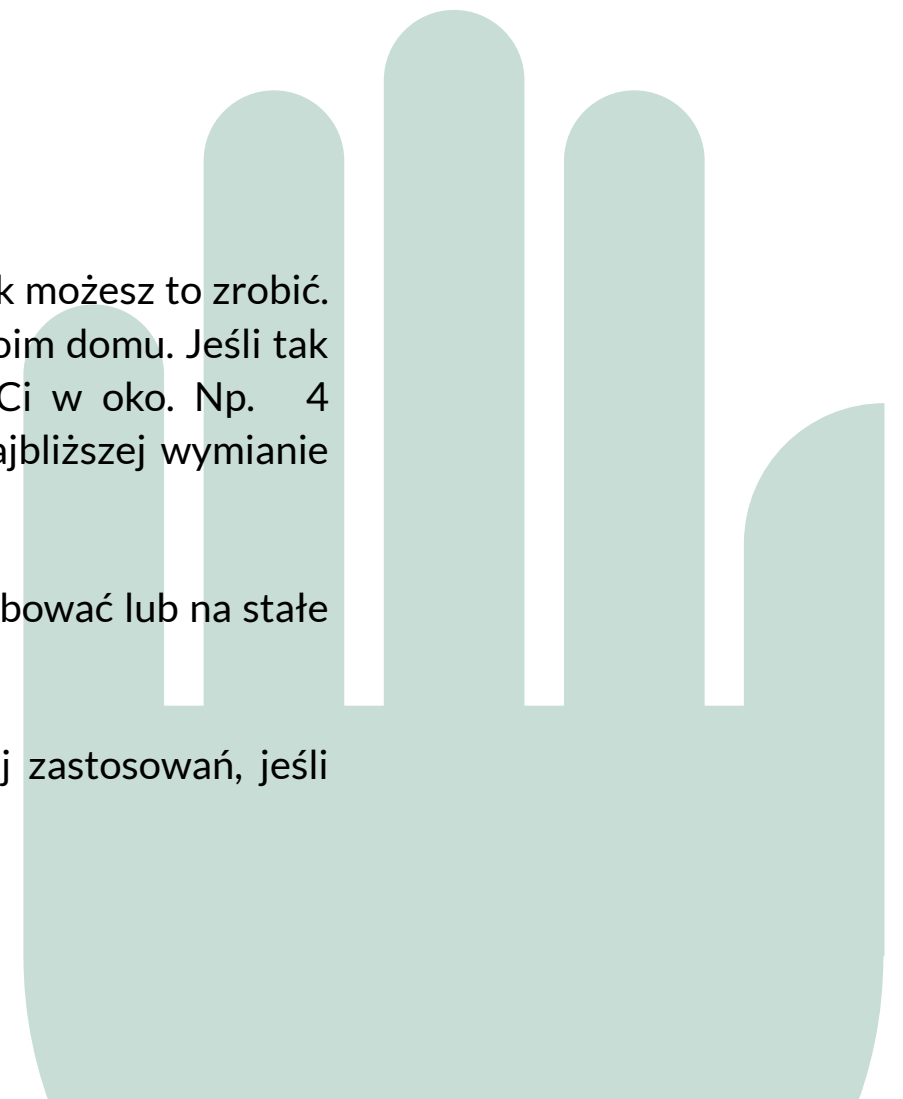 k możesz to zrobić.
oim domu. Jeśli tak
Ci w oko. Np. 4
ajbliższej wymianie
bować lub na stałe
j zastosowań, jeśli